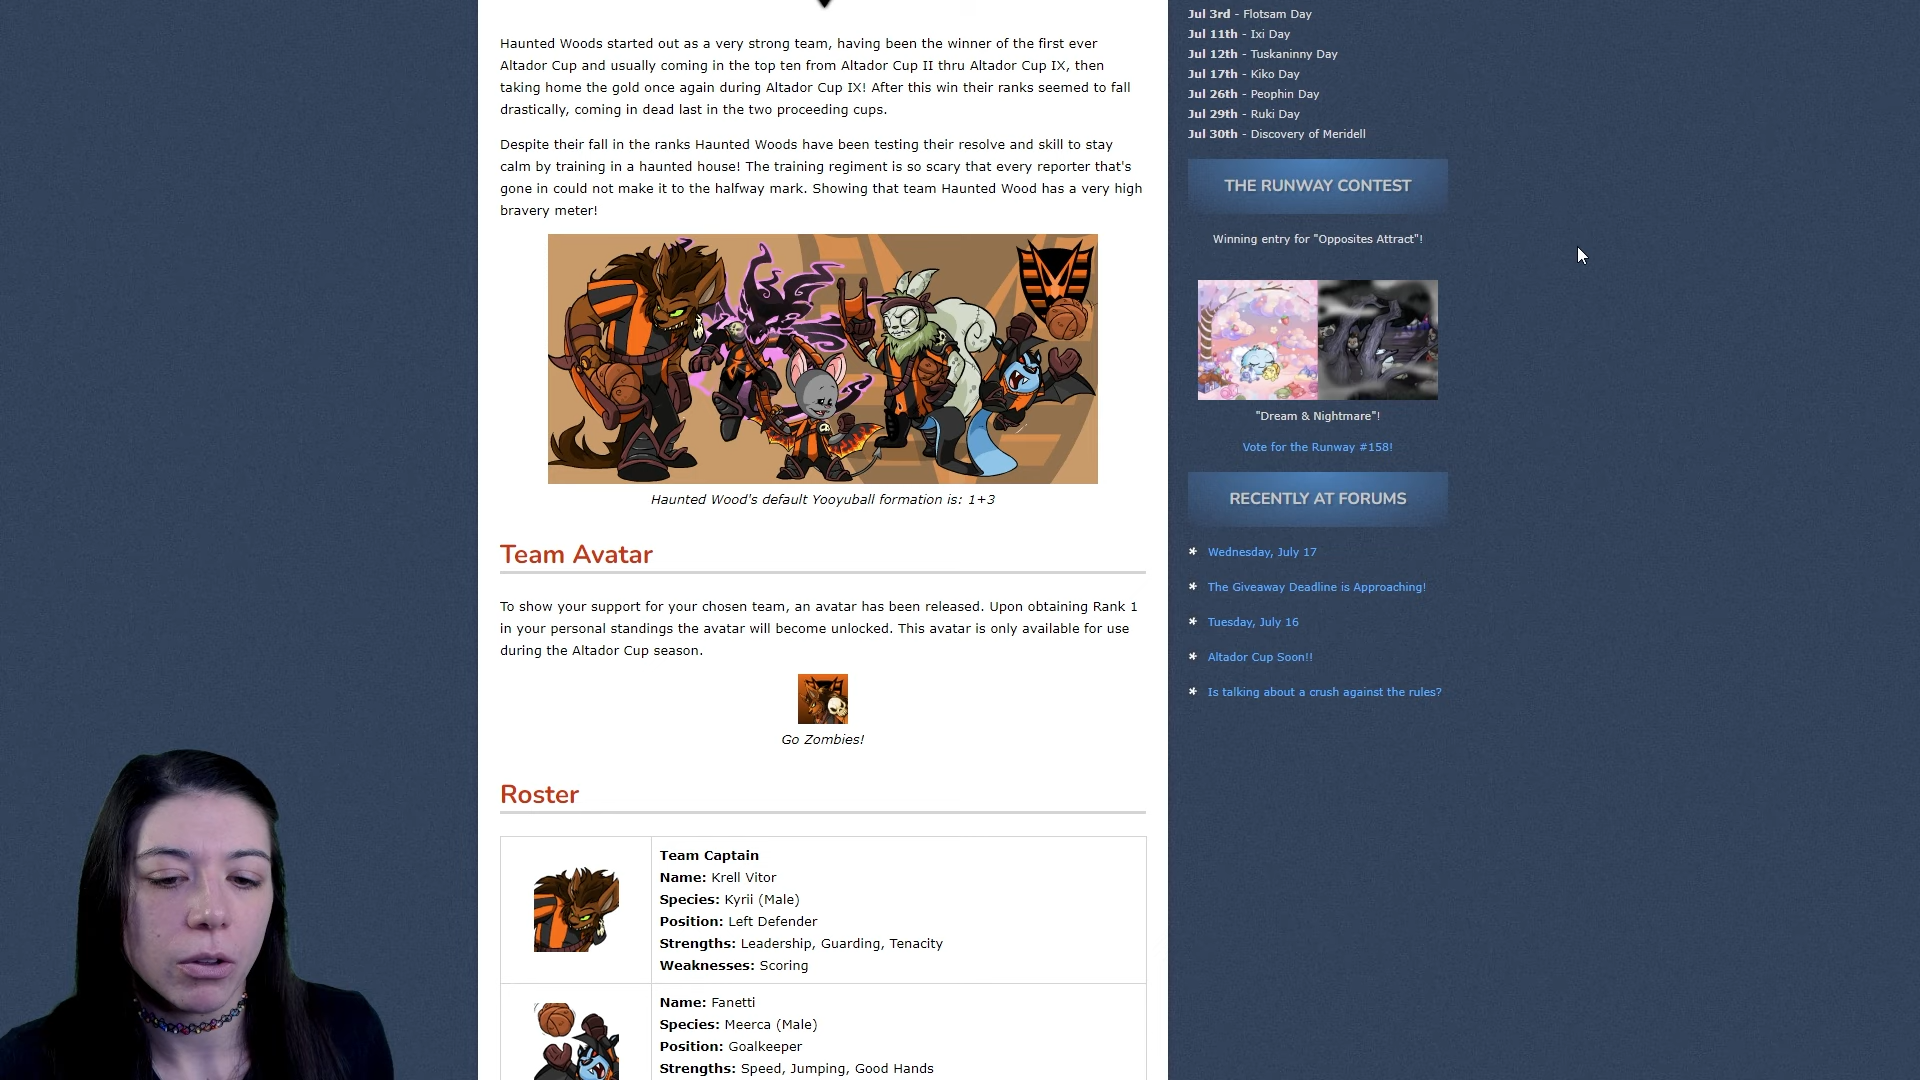 Haunted Woods started out as a very strong team, having been the winner of the first ever
Altador Cup and usually coming in the top ten from Altador Cup II thru Altador Cup IX, then
taking home the gold once again during Altador Cup IX! After this win their ranks seemed to fall
drastically, coming in dead last in the two proceeding cups.
Despite their fall in the ranks Haunted Woods have been testing their resolve and skill to stay
calm by training in a haunted house! The training regiment is so scary that every reporter that's
gone in could not make it to the halfway mark. Showing that team Haunted Wood has a very high
bravery meter!
Haunted Wood's default Yooyuball formation is: 1+3
Team Avatar
To show your support for your chosen team, an avatar has been released. Upon obtaining Rank 1
in your personal standings the avatar will become unlocked. This avatar is only available for use
during the Altador Cup season.
Go Zombies!
Roster
Team Captain
Name: Krell Vitor
Species: Kyrii (Male)
Position: Left Defender
Strengths: Leadership, Guarding, Tenacity
Weaknesses: Scoring
Name: Fanetti
Species: Meerca (Male)
Position: Goalkeeper
Strengths: Speed, Jumping, Good Hands
Jul 3rd - Flotsam Day
Jul 11th - Ixi Day
Jul 12th - Tuskaninny Day
Jul 17th - Kiko Day
Jul 26th - Peophin Day
Jul 29th - Ruki Day
Jul 30th - Discovery of Meridell
THE RUNWAY CONTEST
Winning entry for "Opposites Attract"!
"Dream & Nightmare"!
Vote for the Runway #158!
RECENTLY AT FORUMS
* Wednesday, July 17
* The Giveaway Deadline is Approaching!
* Tuesday, July 16
* Altador Cup Soon!!
* Is talking about a crush against the rules?